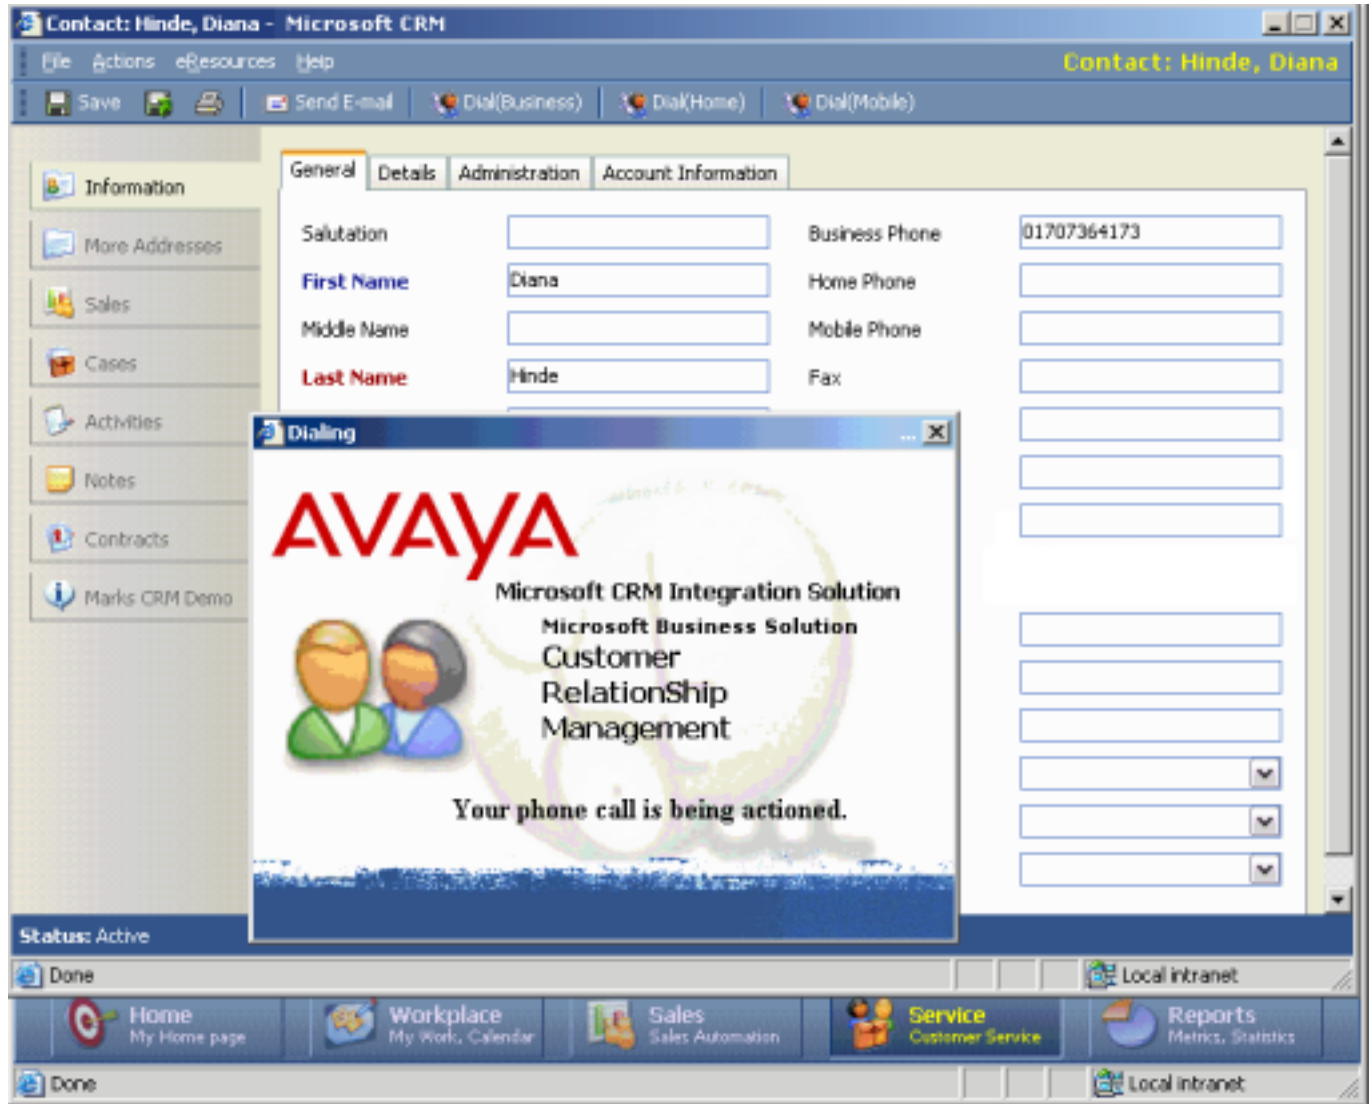 Contact: Hinde, Diana - Microsoft CRM
File Actions eResources Help Contact: Hinde, Diana
Save Send E-mail Dial(Business) Dial(Home) Dial(Mobile)
General Details Administration Account Information
Information
More Addresses
Sales
Cases
Activities
Notes
Contracts
Marks CRM Demo
Salutation Business Phone 01707364173
First Name Diana Home Phone
Middle Name Mobile Phone
Last Name Hinde Fax
Dialing ...
AVAYA
Microsoft CRM Integration Solution
Microsoft Business Solution
Customer
RelationShip
Management
Your phone call is being actioned.
Status: Active
Done Local intranet
Home Workplace Sales Service Reports
My Home page My Work, Calendar Sales Automation Customer Service Metrics, Statistics
Done Local intranet